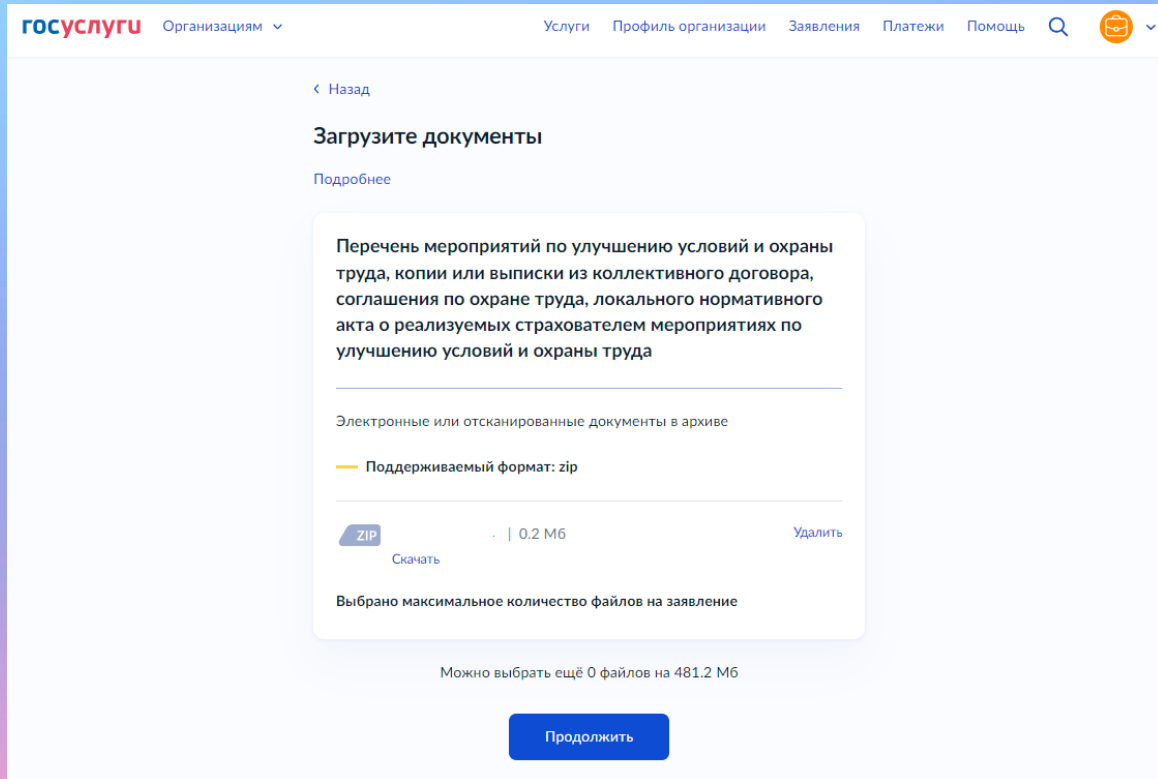 госуслуги Организациям Услуги Профиль организации Заявления Платежи Помощь
Назад
Загрузите документы
Подробнее
Перечень мероприятий по улучшению условий и охраны
труда, копии или выписки из коллективного договора,
соглашения по охране труда, локального нормативного
акта о реализуемых страхователем мероприятиях по
улучшению условий и охраны труда
Электронные или отсканированные документы в архиве
Поддерживаемый формат: zip
ZIP | 0.2 Мб Удалить
Скачать
Выбрано максимальное количество файлов на заявление
Можно выбрать ещё 0 файлов на 481.2 Мб
Продолжить